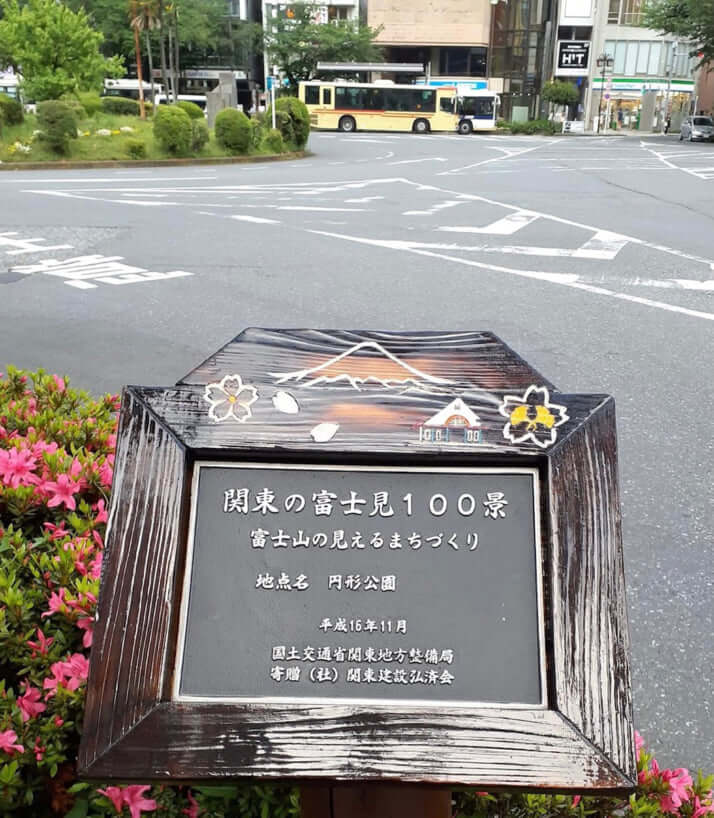 HIT
関東の富士見１００景
富士山の見えるまちづくり
地点名　円形公園
平成16年11月
国土交通省関東地方整備局
寄贈（社）関東建設弘済会